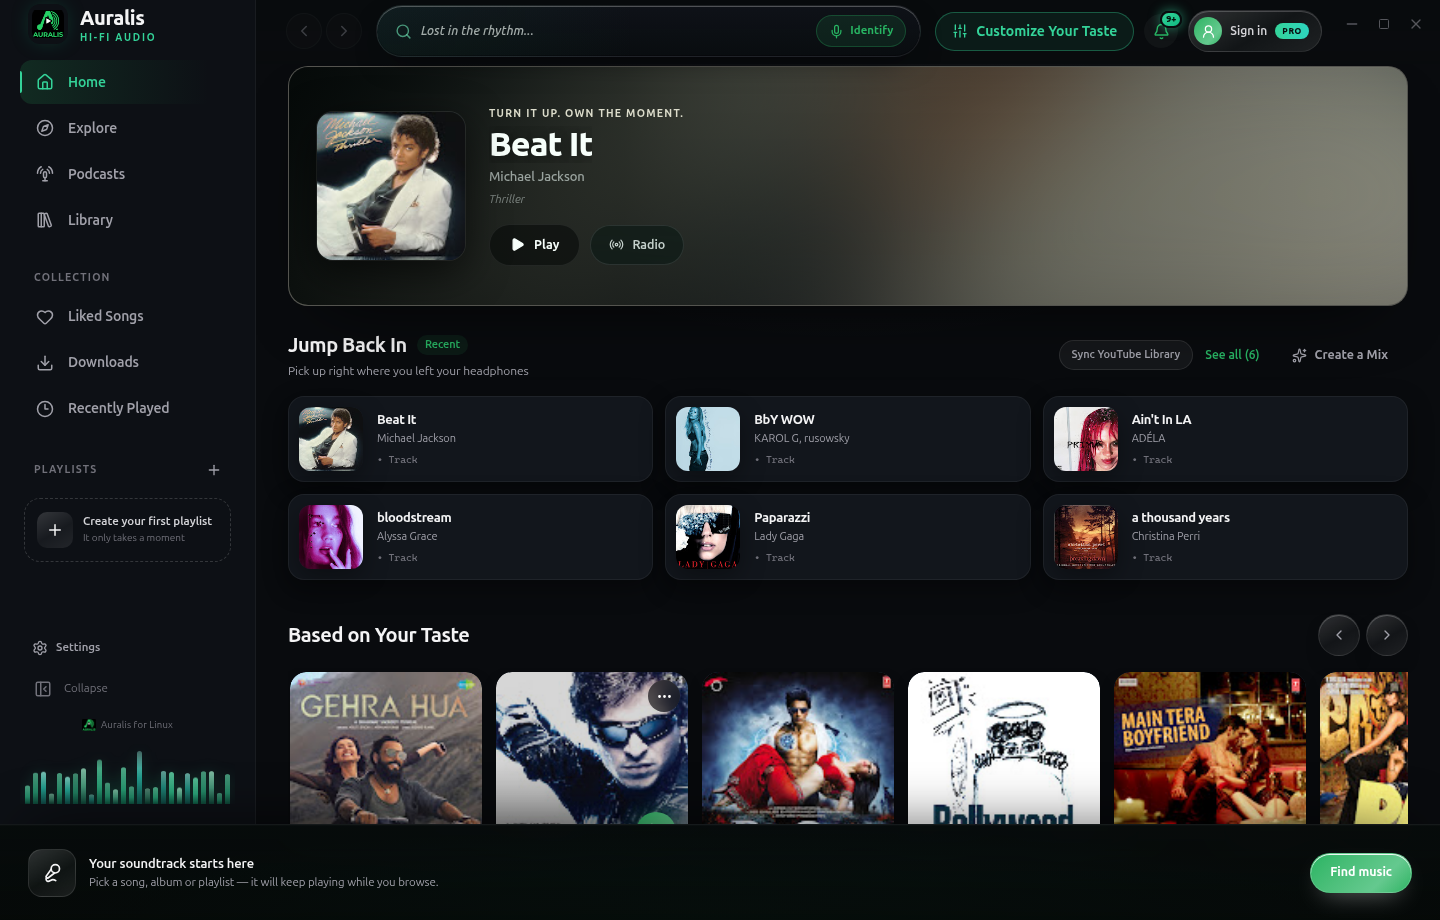 Auralis
HI-FI AUDIO
Lost in the rhythm...
Identify
Customize Your Taste
9+
Sign in
PRO
Home
Explore
Podcasts
Library
COLLECTION
Liked Songs
Downloads
Recently Played
PLAYLISTS
Create your first playlist
It only takes a moment
Settings
Collapse
Auralis for Linux
TURN IT UP. OWN THE MOMENT.
Beat It
Michael Jackson
Thriller
Play
Radio
Michael
Jackson
Thriller
Jump Back In
Recent
Pick up right where you left your headphones
Sync YouTube Library
See all (6)
Create a Mix
Beat It
Michael Jackson
• Track
BbY WOW
KAROL G, rusowsky
• Track
Ain't In LA
ADÉLA
• Track
bloodstream
Alyssa Grace
• Track
Paparazzi
Lady Gaga
• Track
LADY GAGA
a thousand years
Christina Perri
• Track
Based on Your Taste
GEHRA HUA
Bollywood
MAIN TERA
BOYFRIEND
Your soundtrack starts here
Pick a song, album or playlist — it will keep playing while you browse.
Find music